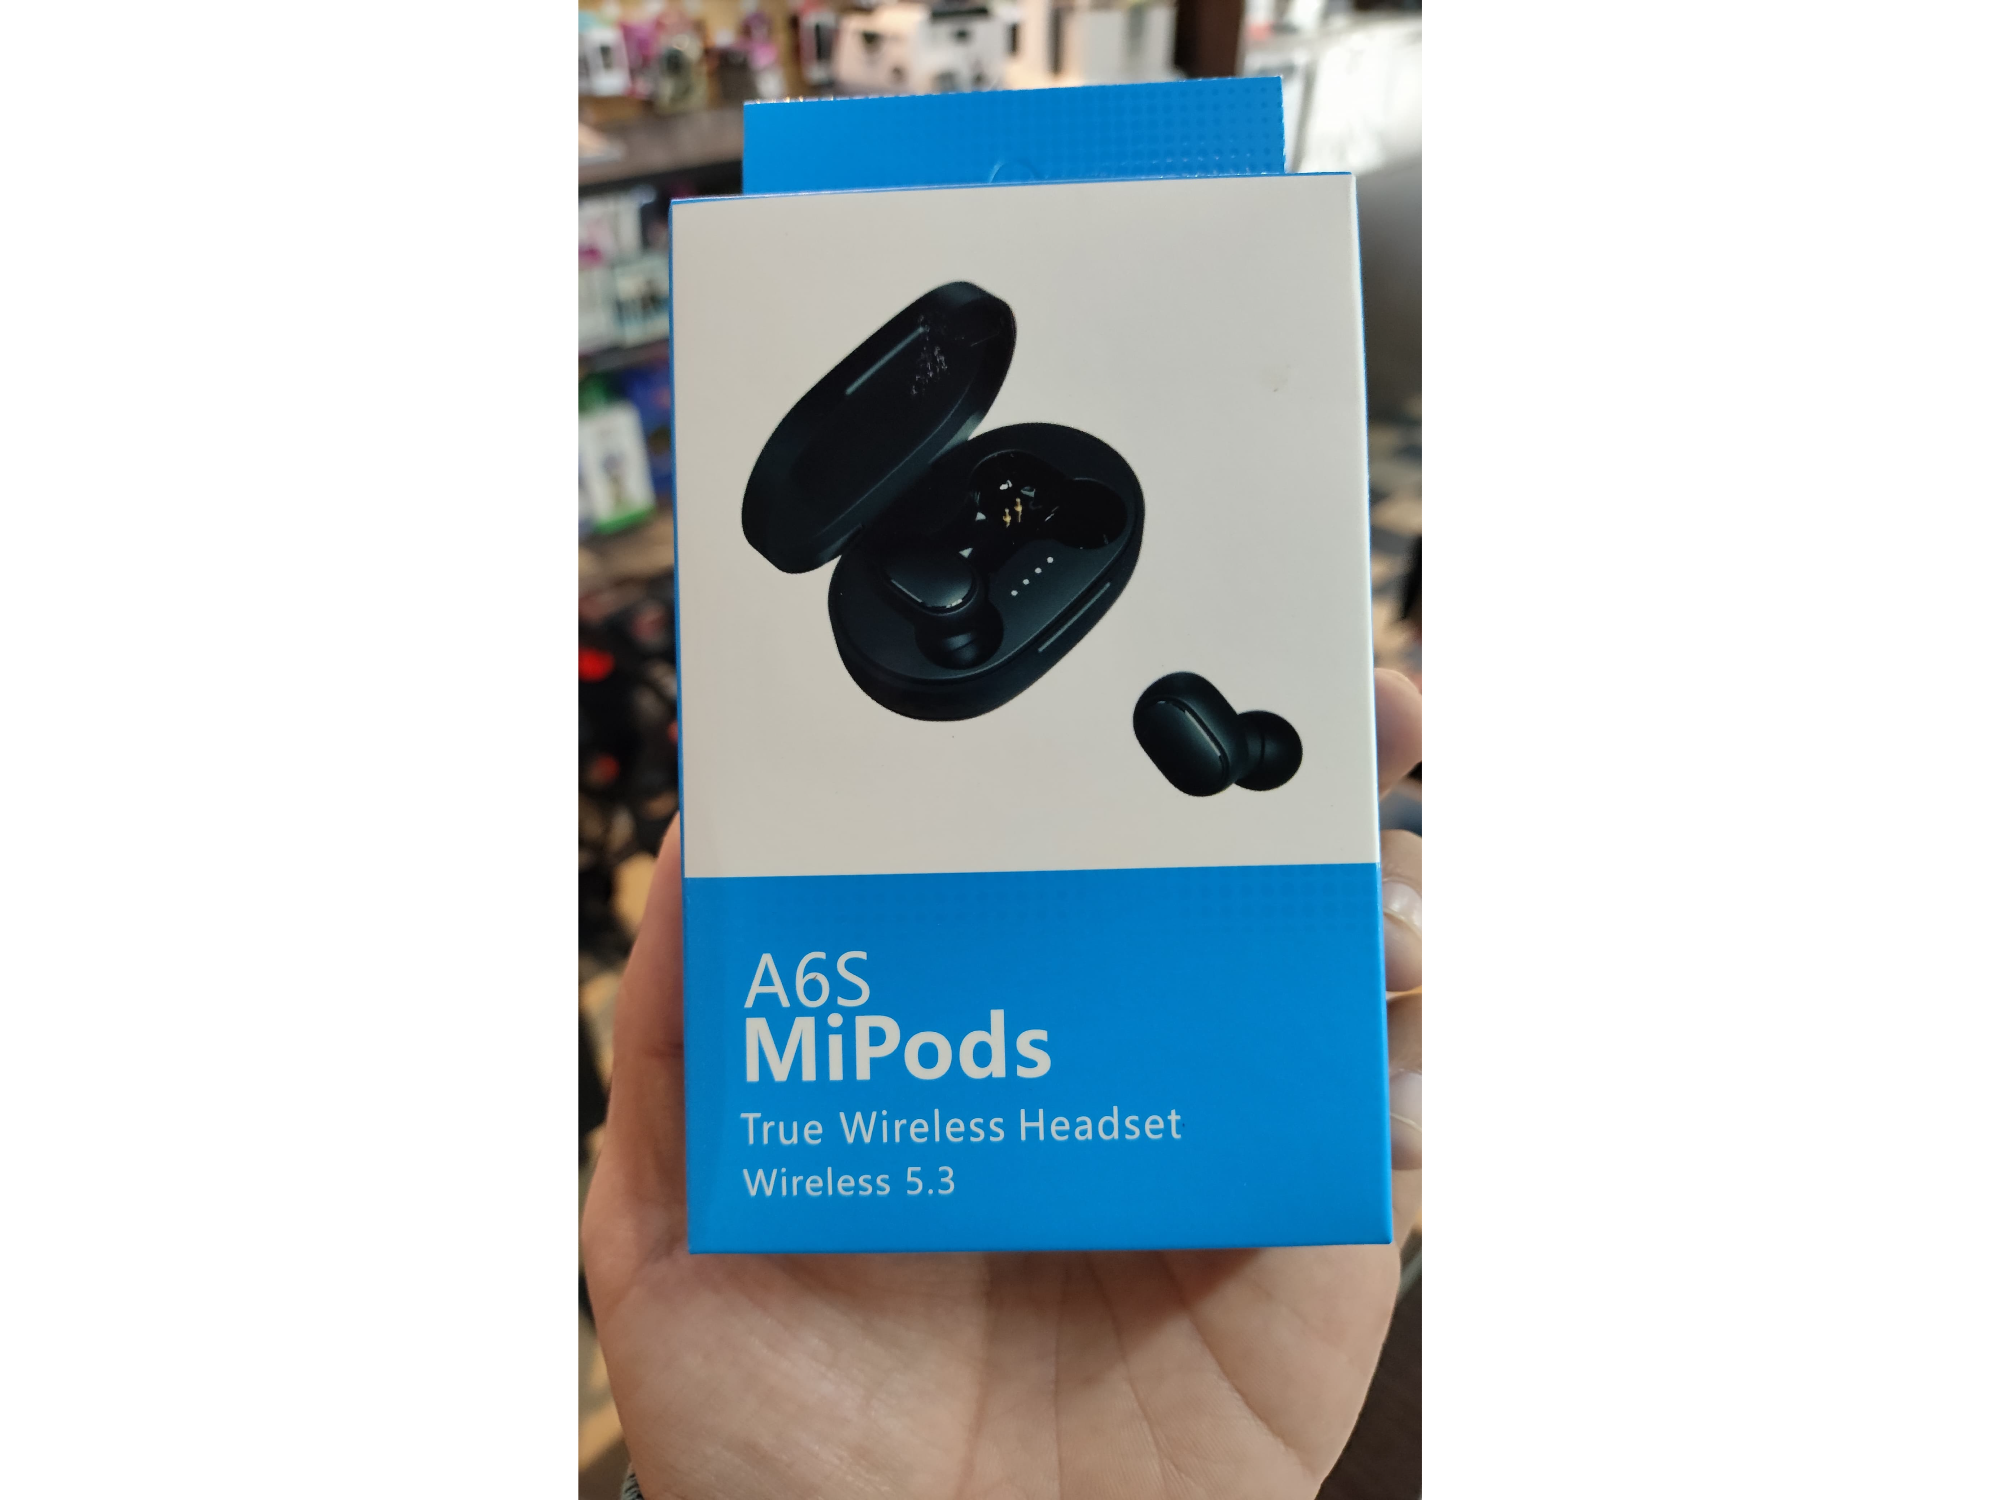 A6S
MiPods
True Wireless Headset
Wireless 5.3